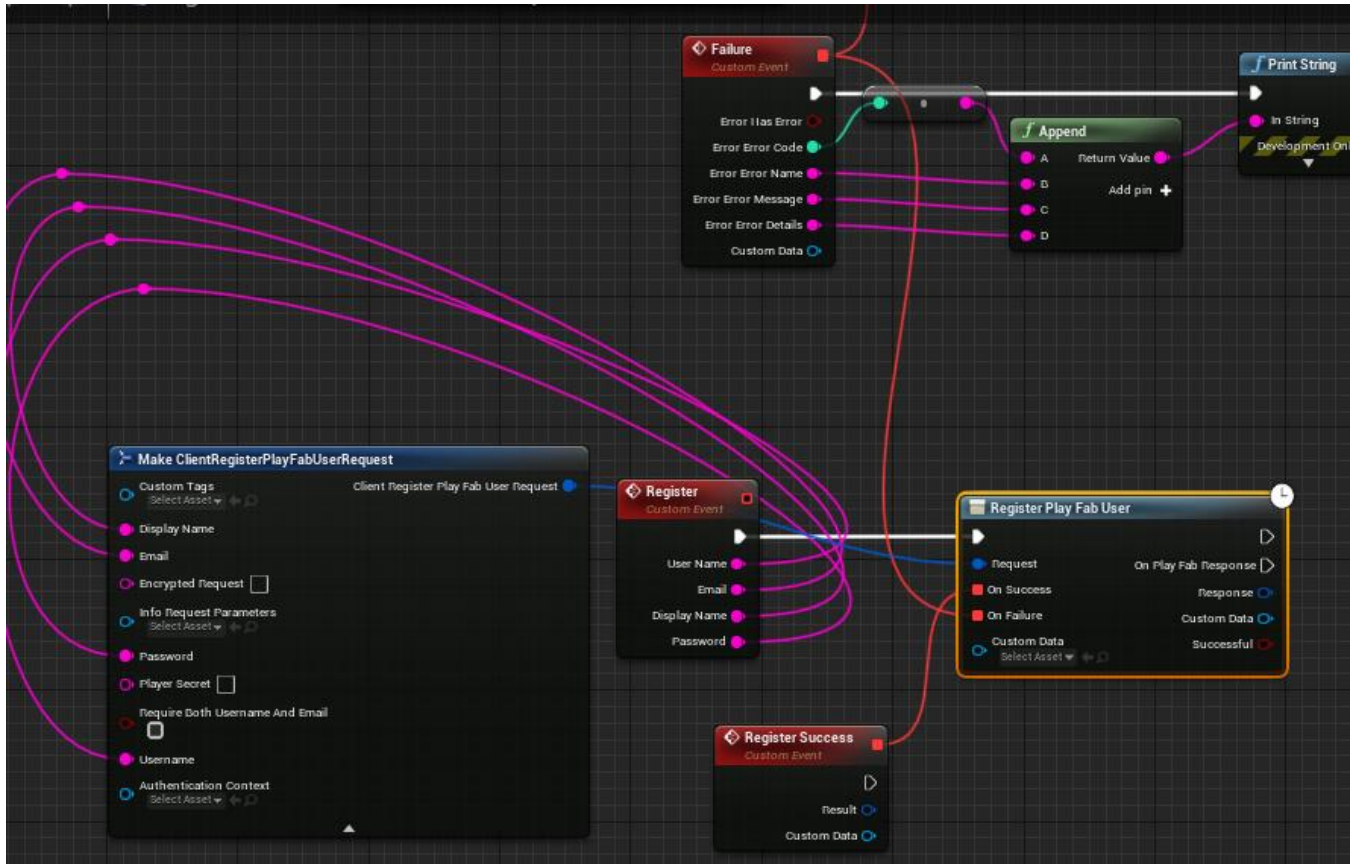 Failure
Custom Event
Error Has Error
Error Error Code
Error Error Name
Error Error Message
Error Error Details
Custom Data
Append
A Return Value
B Add pin
C
D
Print String
In String
Development Onl
Make ClientRegisterPlayFabUserRequest
Custom Tags
Select Asset
Client Register Play Fab User Request
Display Name
Email
Encrypted Request
Info Request Parameters
Select Asset
Password
Player Secret
Require Both Username And Email
Username
Authentication Context
Select Asset
Register
Custom Event
User Name
Email
Display Name
Password
Register Play Fab User
Request On Play Fab Response
On Success Response
On Failure Custom Data
Custom Data Successful
Select Asset
Register Success
Custom Event
Result
Custom Data